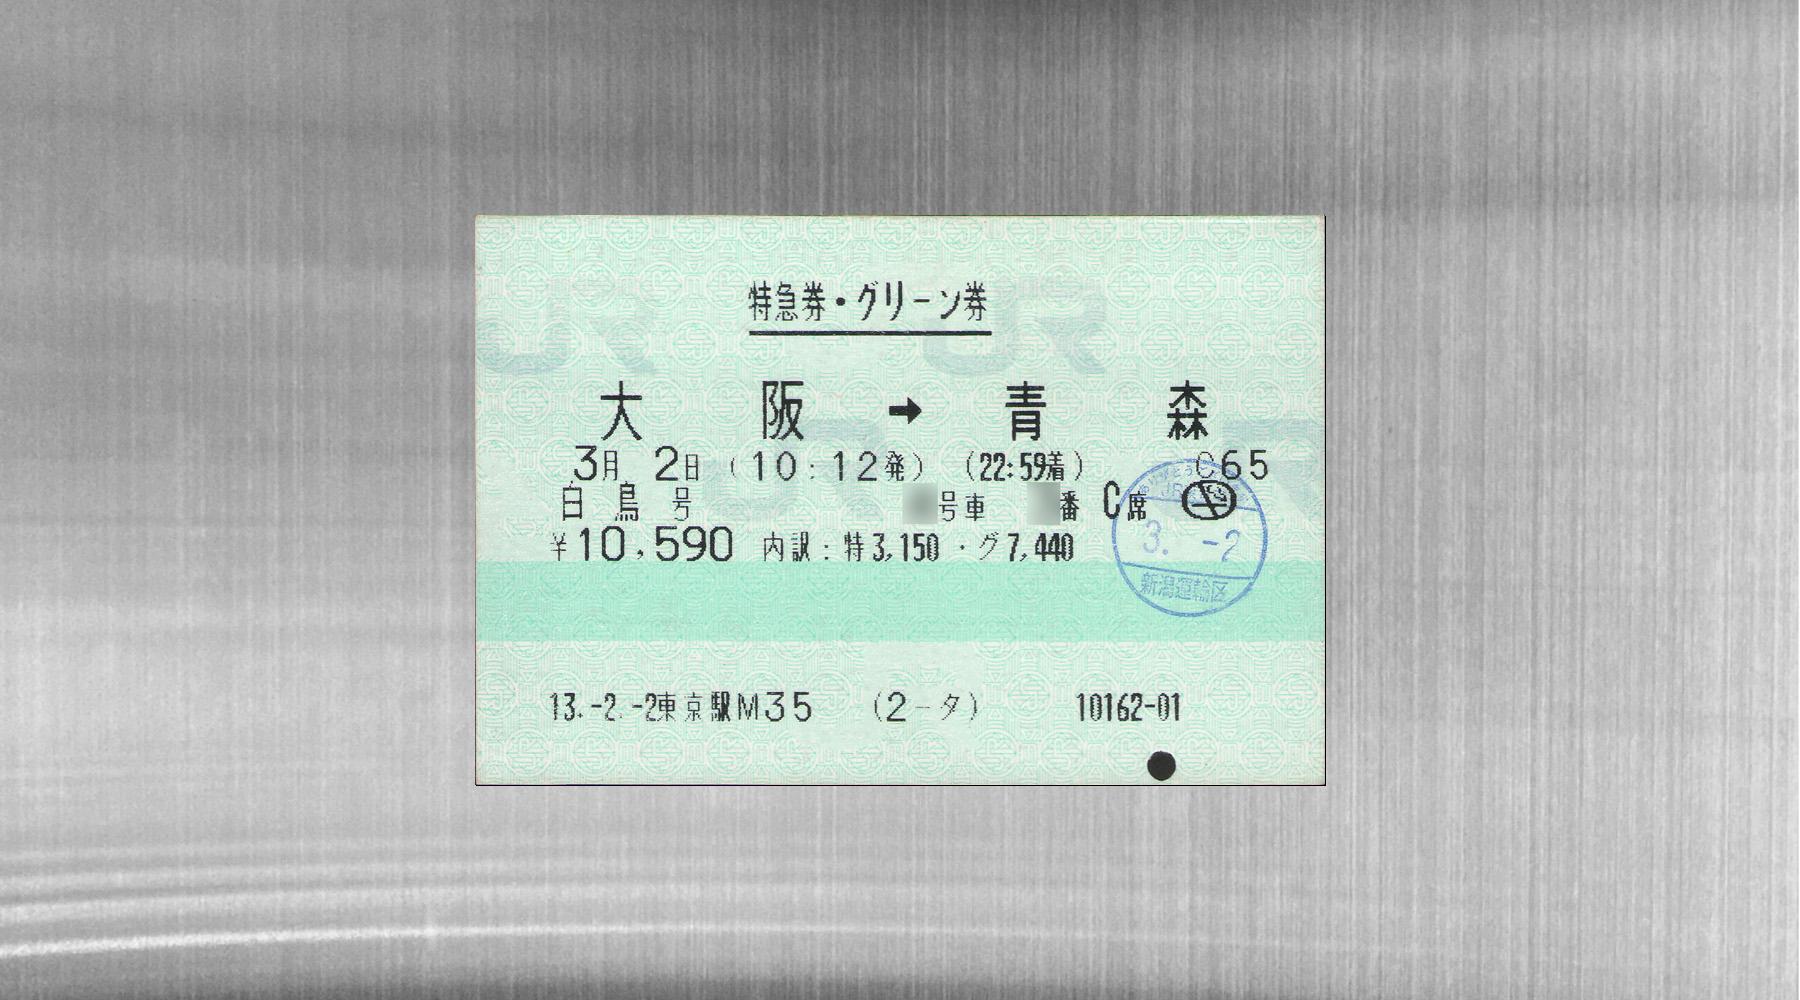 特急券・グリーン券
大阪➡青森
3月 2日 (10:12発) (22:59着) C65
白鳥 号 号車 番 C席
¥10,590 内訳:特3,150・グ7,440
3. -2
新潟運輸区
13.-2.-2東京駅M35 (2-タ) 10162-01
JR